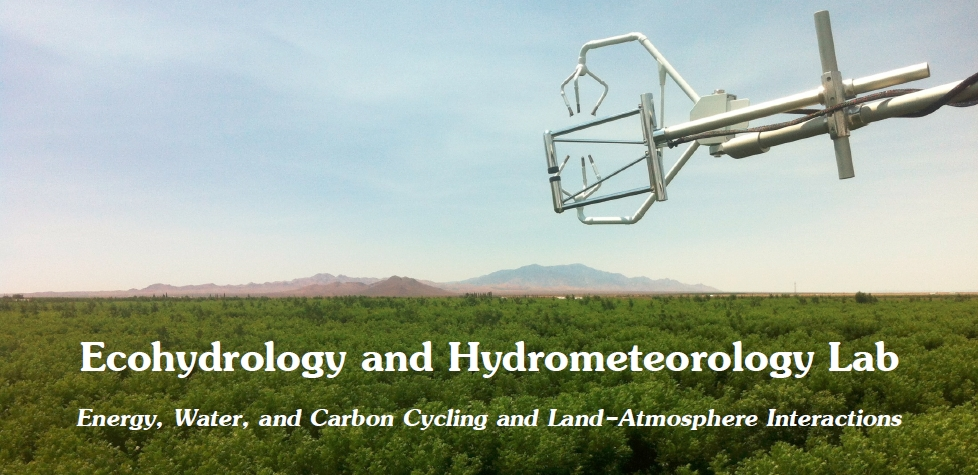 Ecohydrology and Hydrometeorology Lab
Energy, Water, and Carbon Cycling and Land-Atmosphere Interactions